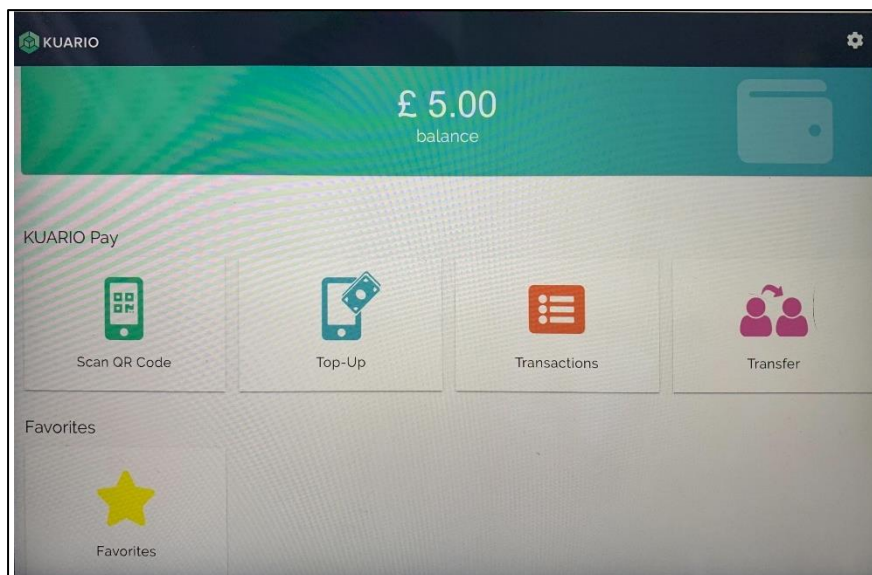 KUARIO
£ 5.00
balance
KUARIO Pay
Scan QR Code
Top-Up
Transactions
Transfer
Favorites
Favorites